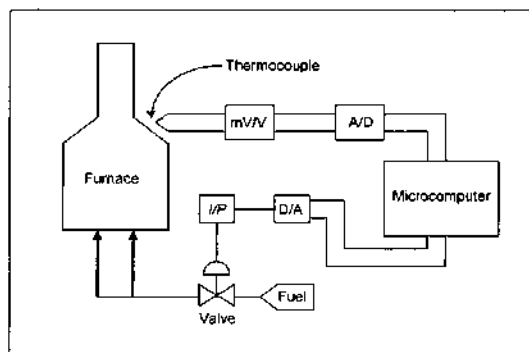 Thermocouple
mV/V
A/D
Furnace
Microcomputer
I/P
D/A
Fuel
Valve